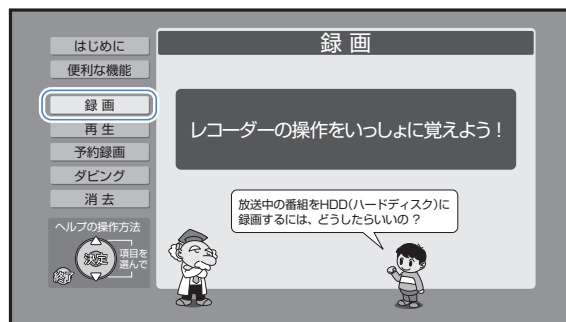 はじめに
便利な機能
録 画
再 生
予約録画
ダビング
消 去
ヘルプの操作方法
決定
項目を
選んで
終了
録 画
レコーダーの操作をいっしょに覚えよう!
放送中の番組をHDD(ハードディスク)に
録画するには、どうしたらいいの?